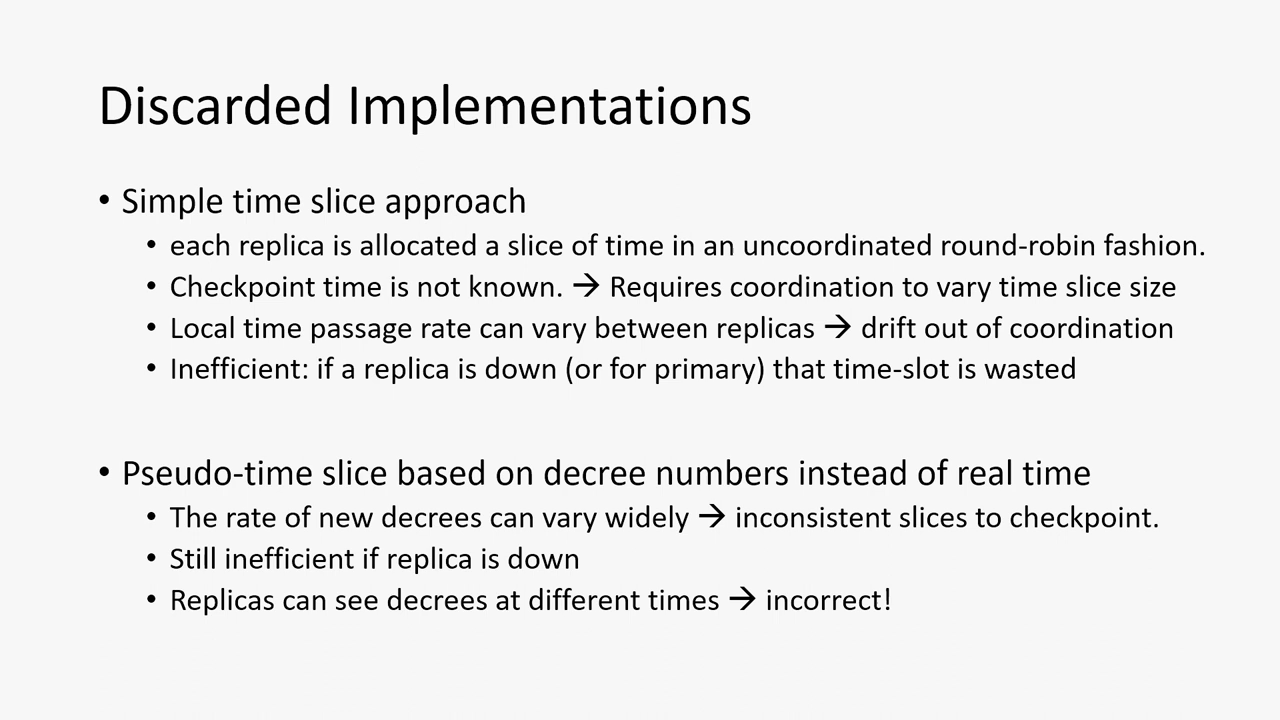 Discarded Implementations
• Simple time slice approach
• each replica is allocated a slice of time in an uncoordinated round-robin fashion.
• Checkpoint time is not known. → Requires coordination to vary time slice size
• Local time passage rate can vary between replicas → drift out of coordination
• Inefficient: if a replica is down (or for primary) that time-slot is wasted
• Pseudo-time slice based on decree numbers instead of real time
• The rate of new decrees can vary widely → inconsistent slices to checkpoint.
• Still inefficient if replica is down
• Replicas can see decrees at different times → incorrect!